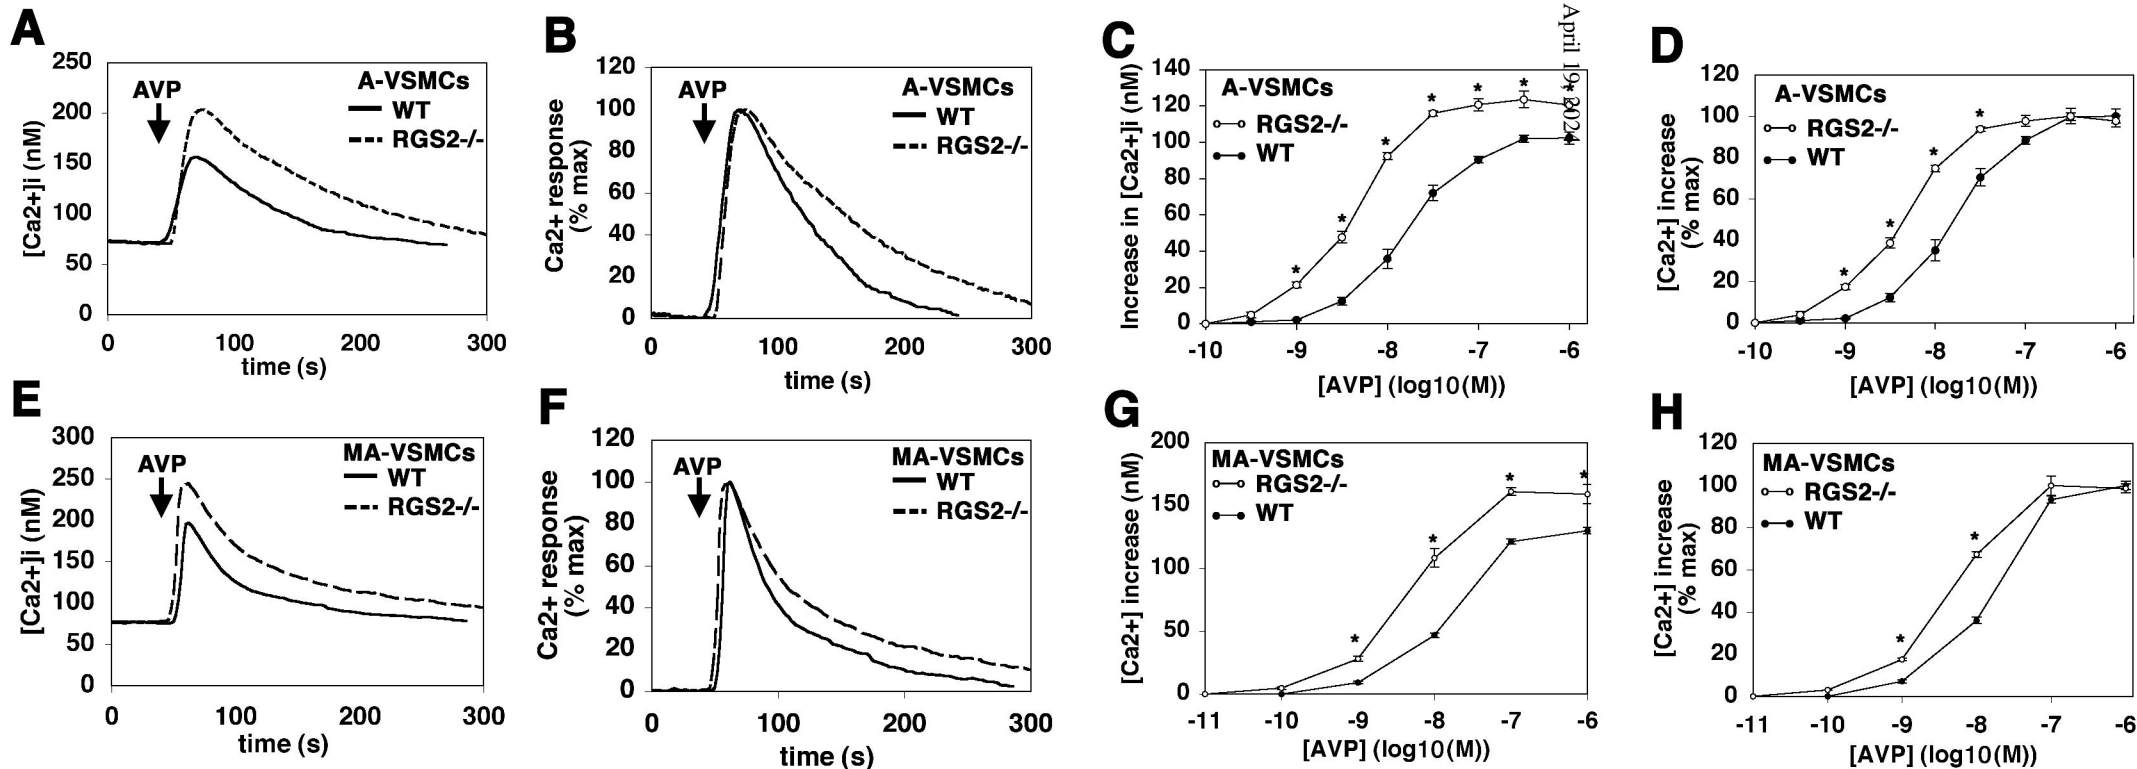 A
250
200
150
100
50
0
[Ca2+]i (nM)
AVP
A-VSMCs
WT
RGS2-/-
0 100 200 300
time (s)
B
120
100
80
60
40
20
0
Ca2+ response
(% max)
AVP
A-VSMCs
WT
RGS2-/-
0 100 200 300
time (s)
C
140
120
100
80
60
40
20
0
Increase in [Ca2+]i (nM)
A-VSMCs
RGS2-/-
WT
* * * * * * *
-10 -9 -8 -7 -6
[AVP] (log10(M))
April 19, 202
D
120
100
80
60
40
20
0
[Ca2+] increase
(% max)
A-VSMCs
RGS2-/-
WT
* * * *
-10 -9 -8 -7 -6
[AVP] (log10(M))
E
300
250
200
150
100
50
0
[Ca2+]i (nM)
AVP
MA-VSMCs
WT
RGS2-/-
0 100 200 300
time (s)
F
120
100
80
60
40
20
0
Ca2+ response
(% max)
AVP
MA-VSMCs
WT
RGS2-/-
0 100 200 300
time (s)
G
200
150
100
50
0
[Ca2+] increase (nM)
MA-VSMCs
RGS2-/-
WT
* * * *
-11 -10 -9 -8 -7 -6
[AVP] (log10(M))
H
120
100
80
60
40
20
0
[Ca2+] increase
(% max)
MA-VSMCs
RGS2-/-
WT
* *
-11 -10 -9 -8 -7 -6
[AVP] (log10(M))